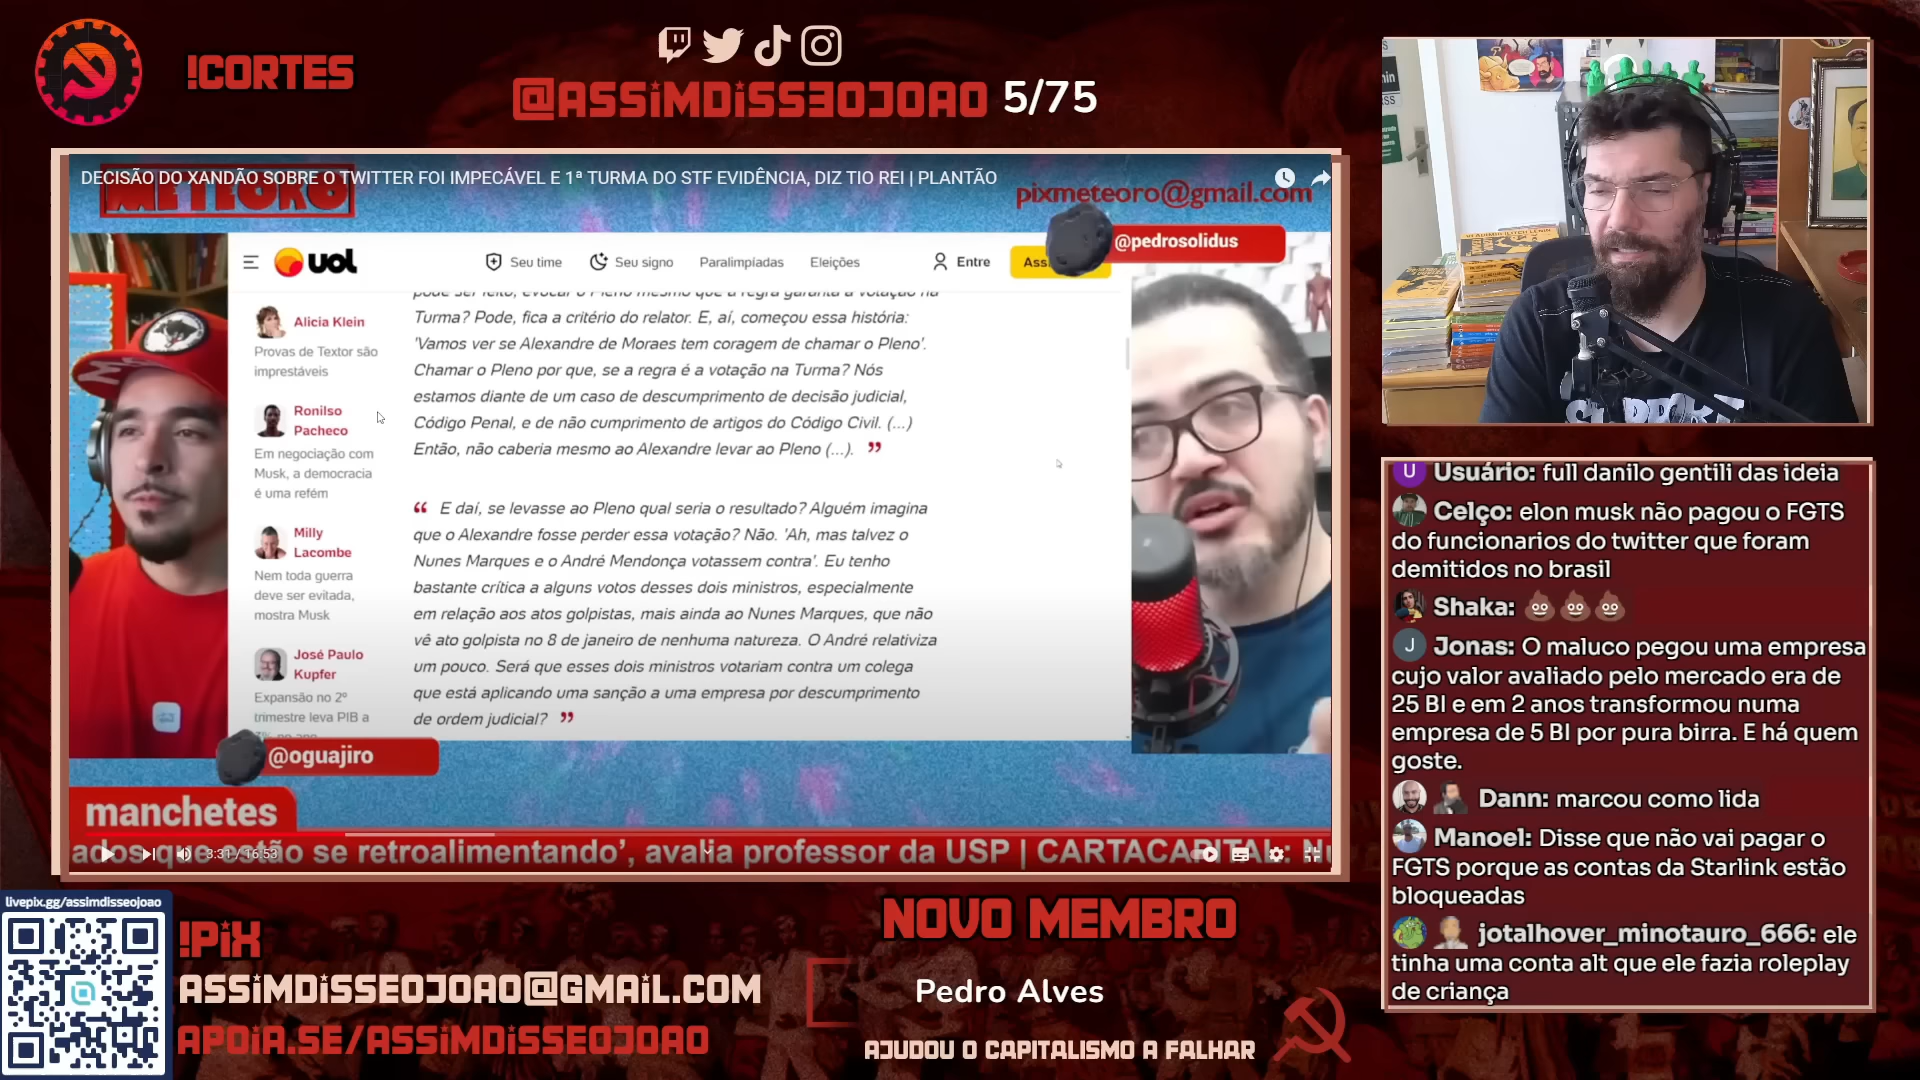 !CORTES
@ASSIMDISSEOJOAO 5/75
DECISÃO DO XANDÃO SOBRE O TWITTER FOI IMPECÁVEL E 1ª TURMA DO STF EVIDÊNCIA, DIZ TIO REI | PLANTÃO
METEORO
pixmeteoro@gmail.com
@pedrosolidus
UOL
Seu time
Seu signo
Paralimpíadas
Eleições
Entre
pode ser feito, evocar o Pleno mesmo que a regra garanta a votação na
Turma? Pode, fica a critério do relator. E, aí, começou essa história:
'Vamos ver se Alexandre de Moraes tem coragem de chamar o Pleno'.
Chamar o Pleno por que, se a regra é a votação na Turma? Nós
estamos diante de um caso de descumprimento de decisão judicial,
Código Penal, e de não cumprimento de artigos do Código Civil. (...)
Então, não caberia mesmo ao Alexandre levar ao Pleno (...). ”
“ E daí, se levasse ao Pleno qual seria o resultado? Alguém imagina
que o Alexandre fosse perder essa votação? Não. 'Ah, mas talvez o
Nunes Marques e o André Mendonça votassem contra'. Eu tenho
bastante crítica a alguns votos desses dois ministros, especialmente
em relação aos atos golpistas, mais ainda ao Nunes Marques, que não
vê ato golpista no 8 de janeiro de nenhuma natureza. O André relativiza
um pouco. Será que esses dois ministros votariam contra um colega
que está aplicando uma sanção a uma empresa por descumprimento
de ordem judicial? ”
Alicia Klein
Provas de Textor são
imprestáveis
Ronilso
Pacheco
Em negociação com
Musk, a democracia
é uma refém
Milly
Lacombe
Nem toda guerra
deve ser evitada,
mostra Musk
José Paulo
Kupfer
Expansão no 2º
trimestre leva PIB a
@oguajiro
manchetes
3:31 / 16:53
se retroalimentando', avalia professor da USP | CARTACAPITAL:
Usuário: full danilo gentili das ideia
Celço: elon musk não pagou o FGTS
do funcionarios do twitter que foram
demitidos no brasil
Shaka: 💩💩💩
Jonas: O maluco pegou uma empresa
cujo valor avaliado pelo mercado era de
25 BI e em 2 anos transformou numa
empresa de 5 BI por pura birra. E há quem
goste.
Dann: marcou como lida
Manoel: Disse que não vai pagar o
FGTS porque as contas da Starlink estão
bloqueadas
jotalhover_minotauro_666: ele
tinha uma conta alt que ele fazia roleplay
de criança
livepix.gg/assimdisseojoao
!PIX
ASSIMDISSEOJOAO@GMAIL.COM
APOIA.SE/ASSIMDISSEOJOAO
NOVO MEMBRO
Pedro Alves
AJUDOU O CAPITALISMO A FALHAR